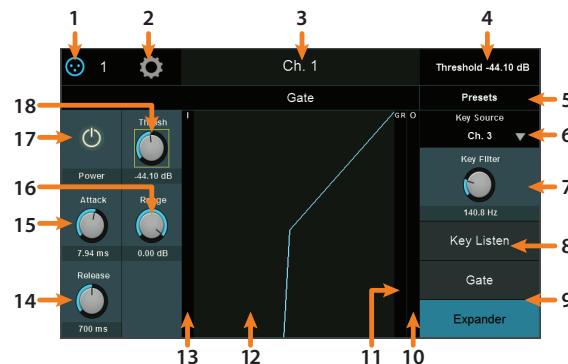 1 2 3 4
1 Ch. 1 Threshold -44.10 dB
Gate Presets 5
18 Thresh I GR O Key Source
17 Ch. 3 6
Power -44.10 dB Key Filter
16 7
Attack Range 140.8 Hz
15 Key Listen 8
7.94 ms 0.00 dB
Release Gate
14 9
700 ms Expander
13 12 11 10